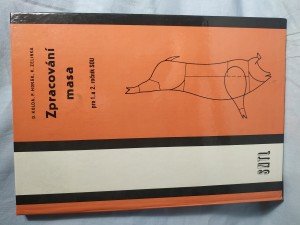 Zpracování
masa
pro 1. a 2. ročník SOU
SNTL